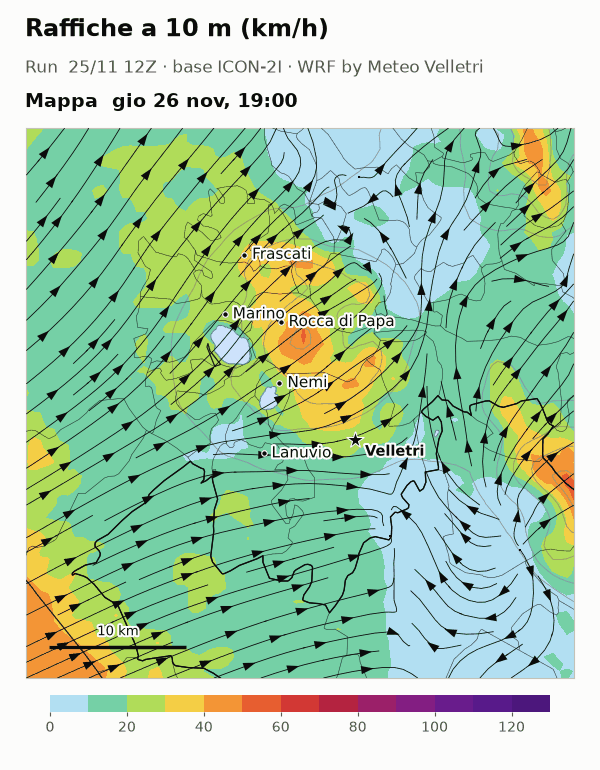 Raffiche a 10 m (km/h)
Run 25/11 12Z · base ICON-2I · WRF by Meteo Velletri
Mappa gio 26 nov, 19:00
Frascati
Marino
Rocca di Papa
Nemi
Velletri
Lanuvio
10 km
0 20 40 60 80 100 120